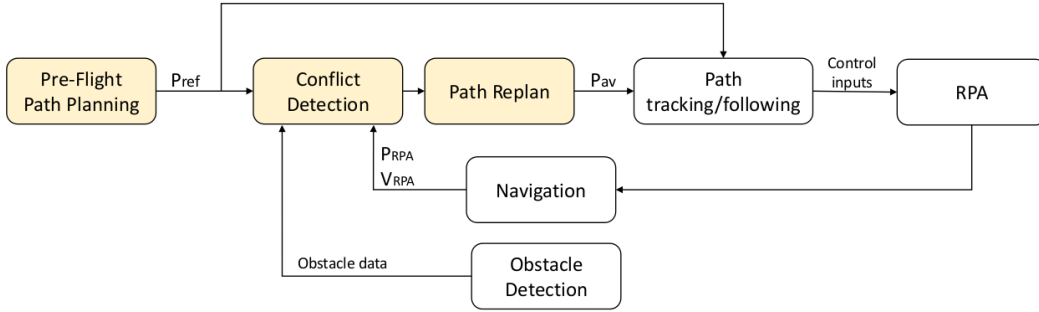 Pre-Flight
Path Planning
Pref
Conflict
Detection
Path Replan
Pav
Path
tracking/following
Control
inputs
RPA
PRPA
VRPA
Navigation
Obstacle data
Obstacle
Detection